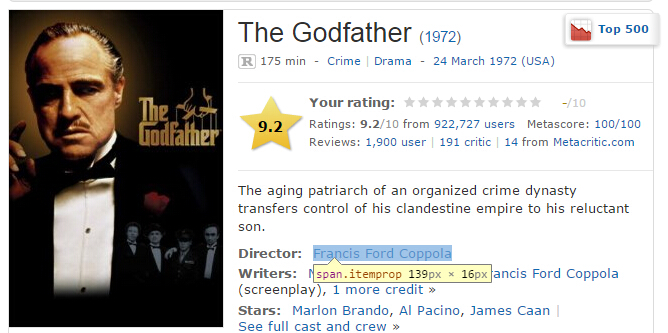 The Godfather (1972)
Top 500
R 175 min - Crime | Drama - 24 March 1972 (USA)
The
Godfather
9.2
Your rating: -/10
Ratings: 9.2/10 from 922,727 users Metascore: 100/100
Reviews: 1,900 user | 191 critic | 14 from Metacritic.com
The aging patriarch of an organized crime dynasty
transfers control of his clandestine empire to his reluctant
son.
Director: Francis Ford Coppola
span.itemprop 139px × 16px
Writers: Francis Ford Coppola
(screenplay), 1 more credit »
Stars: Marlon Brando, Al Pacino, James Caan |
See full cast and crew »